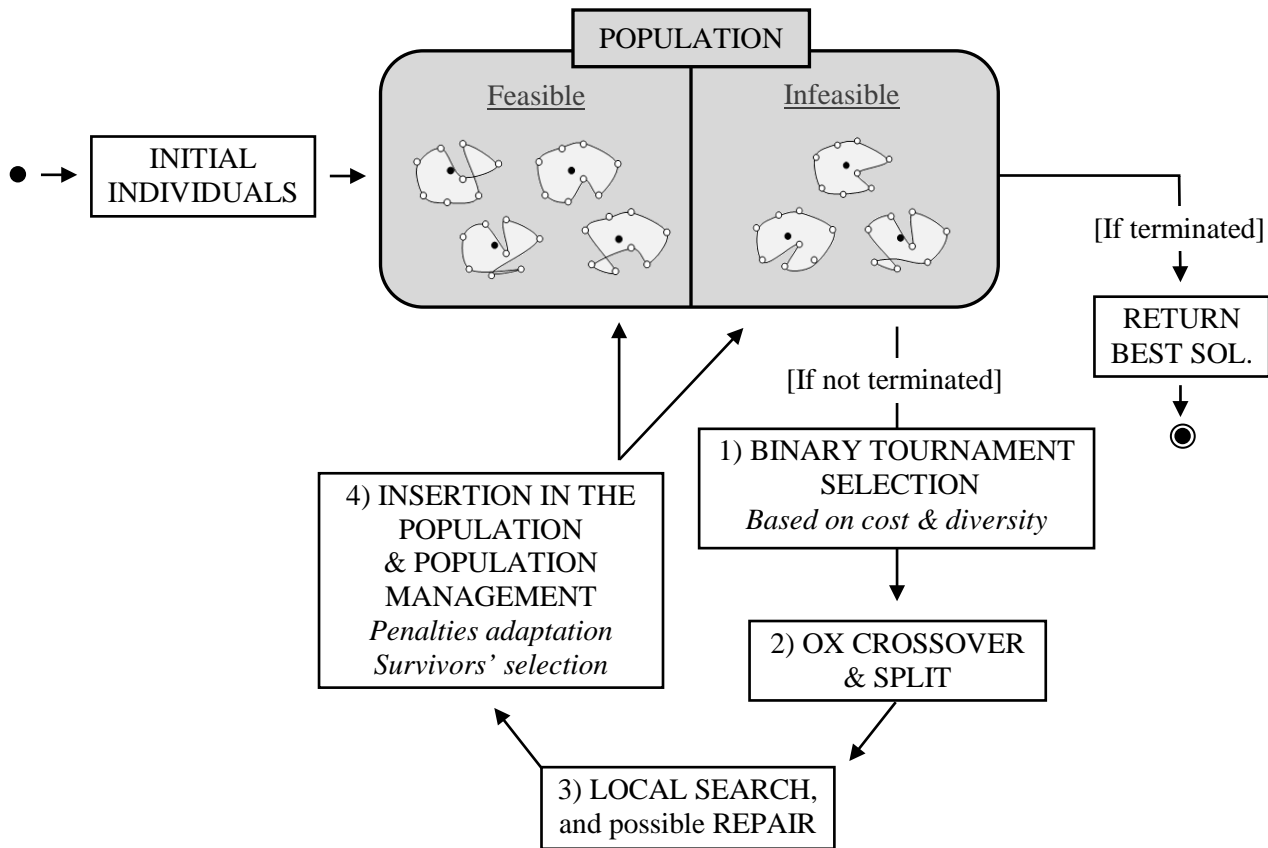 POPULATION
Feasible
Infeasible
INITIAL
INDIVIDUALS
[If terminated]
RETURN
BEST SOL.
[If not terminated]
1) BINARY TOURNAMENT
SELECTION
Based on cost & diversity
4) INSERTION IN THE
POPULATION
& POPULATION
MANAGEMENT
Penalties adaptation
Survivors’ selection
2) OX CROSSOVER
& SPLIT
3) LOCAL SEARCH,
and possible REPAIR